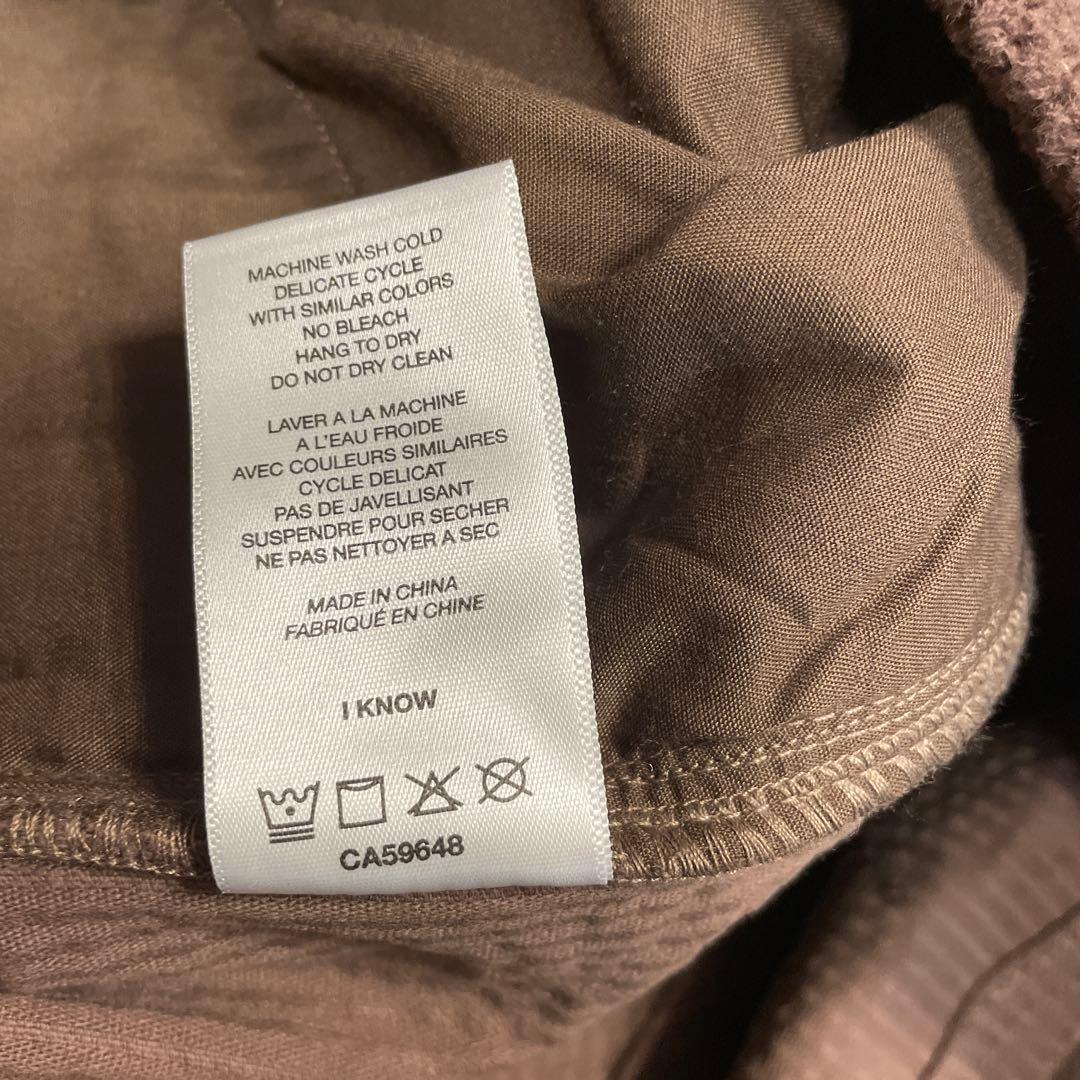 MACHINE WASH COLD
DELICATE CYCLE
WITH SIMILAR COLORS
NO BLEACH
HANG TO DRY
DO NOT DRY CLEAN
LAVER A LA MACHINE
A L'EAU FROIDE
AVEC COULEURS SIMILAIRES
CYCLE DELICAT
PAS DE JAVELLISANT
SUSPENDRE POUR SECHER
NE PAS NETTOYER A SEC
MADE IN CHINA
FABRIQUÉ EN CHINE
I KNOW
CA59648